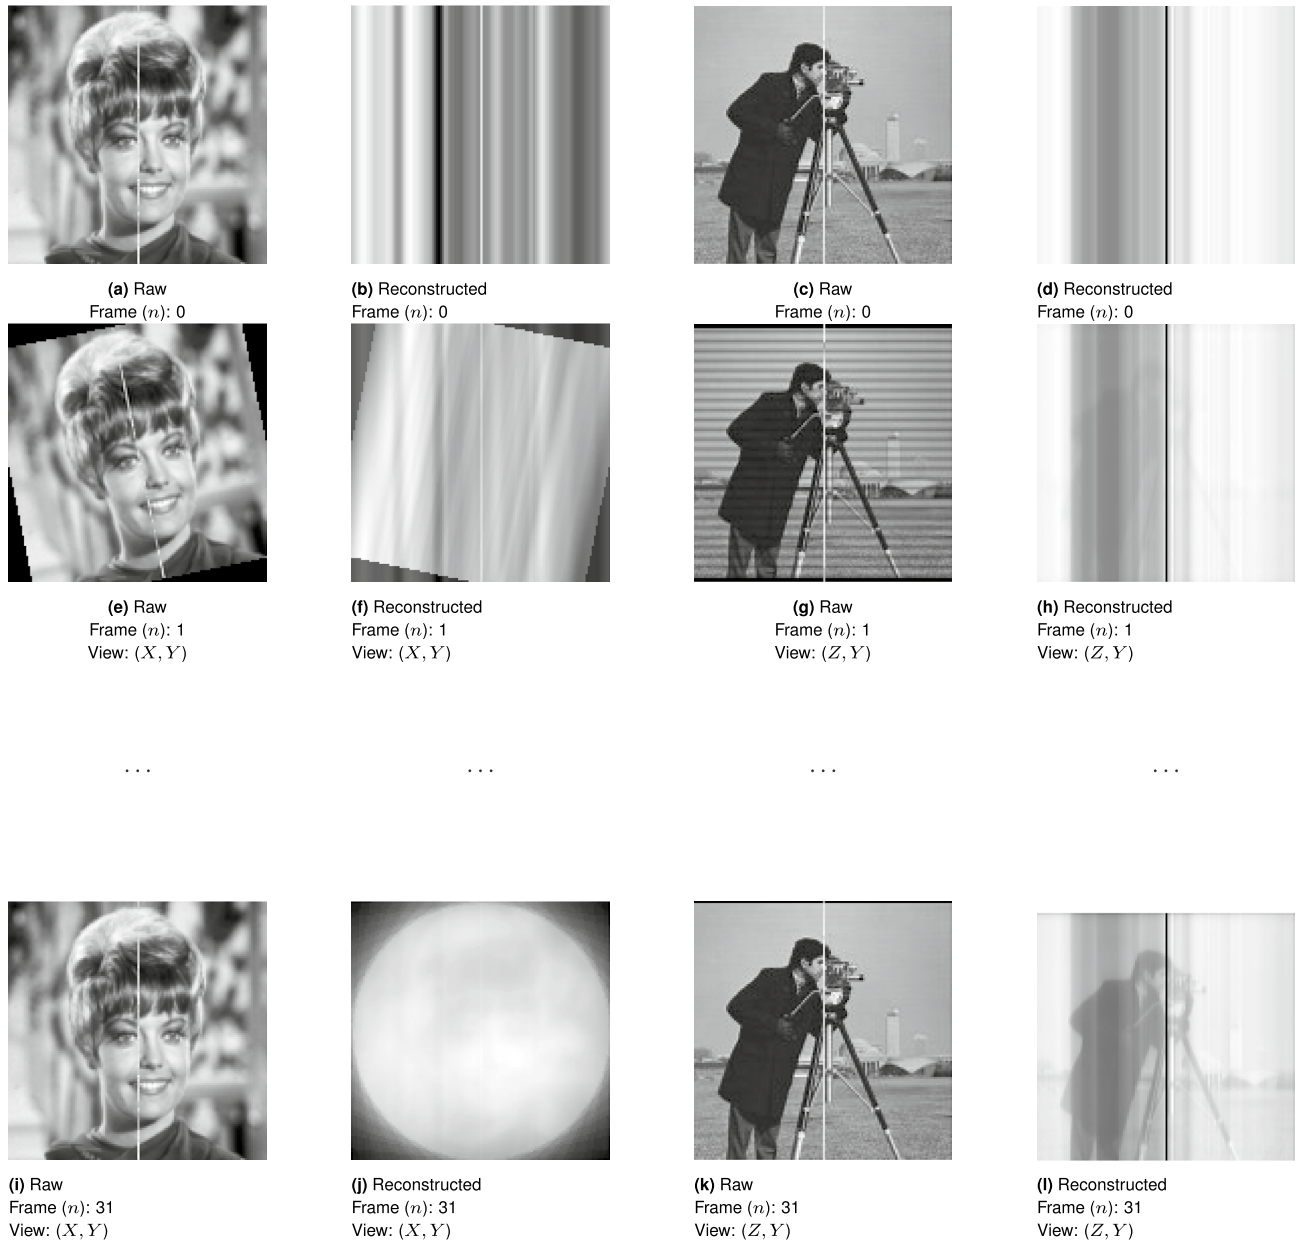 (a) Raw
Frame (n): 0
(b) Reconstructed
Frame (n): 0
(c) Raw
Frame (n): 0
(d) Reconstructed
Frame (n): 0
(e) Raw
Frame (n): 1
View: (X, Y)
(f) Reconstructed
Frame (n): 1
View: (X, Y)
(g) Raw
Frame (n): 1
View: (Z, Y)
(h) Reconstructed
Frame (n): 1
View: (Z, Y)
...
...
...
...
(i) Raw
Frame (n): 31
View: (X, Y)
(j) Reconstructed
Frame (n): 31
View: (X, Y)
(k) Raw
Frame (n): 31
View: (Z, Y)
(l) Reconstructed
Frame (n): 31
View: (Z, Y)